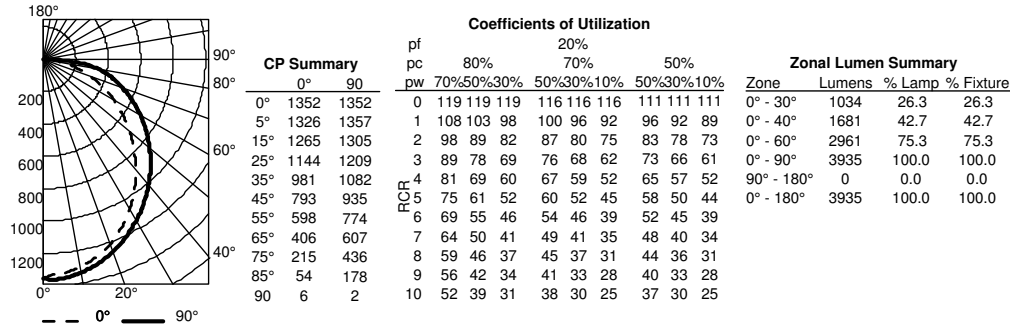 180°
90°
80°
60°
40°
200
400
600
800
1000
1200
0°
20°
0°
90°
CP Summary
0° 90
0° 1352 1352
5° 1326 1357
15° 1265 1305
25° 1144 1209
35° 981 1082
45° 793 935
55° 598 774
65° 406 607
75° 215 436
85° 54 178
90 6 2
Coefficients of Utilization
pf 20%
pc 80% 70% 50%
pw 70%50%30% 50%30%10% 50%30%10%
RCR
0 119 119 119 116 116 116 111 111 111
1 108 103 98 100 96 92 96 92 89
2 98 89 82 87 80 75 83 78 73
3 89 78 69 76 68 62 73 66 61
4 81 69 60 67 59 52 65 57 52
5 75 61 52 60 52 45 58 50 44
6 69 55 46 54 46 39 52 45 39
7 64 50 41 49 41 35 48 40 34
8 59 46 37 45 37 31 44 36 31
9 56 42 34 41 33 28 40 33 28
10 52 39 31 38 30 25 37 30 25
Zonal Lumen Summary
Zone Lumens % Lamp % Fixture
0° - 30° 1034 26.3 26.3
0° - 40° 1681 42.7 42.7
0° - 60° 2961 75.3 75.3
0° - 90° 3935 100.0 100.0
90° - 180° 0 0.0 0.0
0° - 180° 3935 100.0 100.0